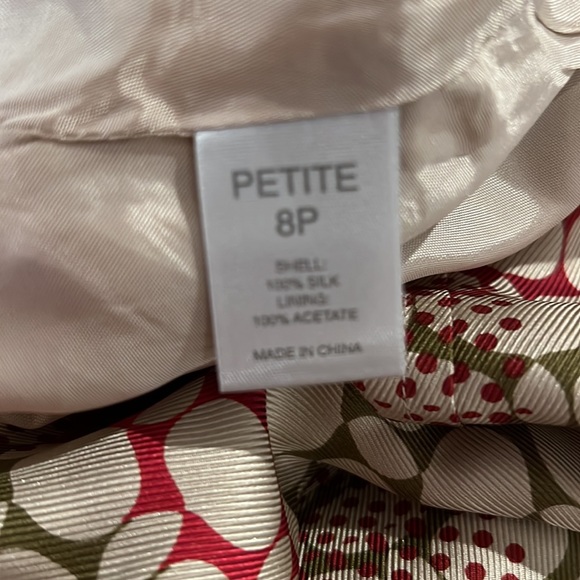 PETITE
8P
SHELL:
100% SILK
LINING:
100% ACETATE
MADE IN CHINA